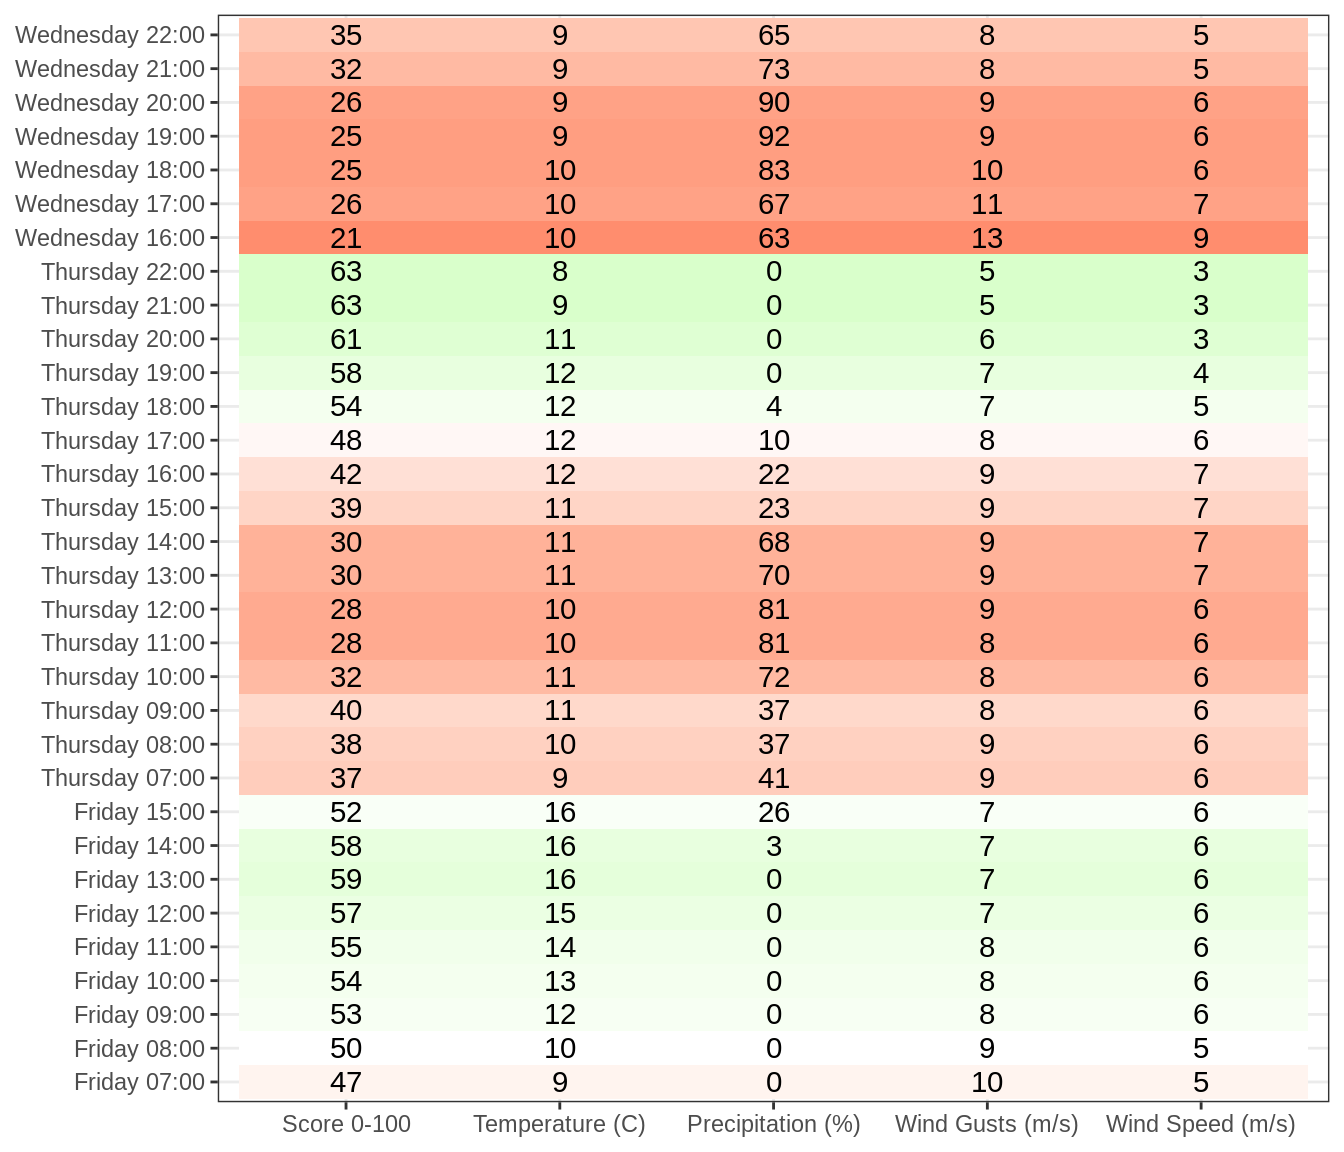 Wednesday 22:00 35 9 65 8 5
Wednesday 21:00 32 9 73 8 5
Wednesday 20:00 26 9 90 9 6
Wednesday 19:00 25 9 92 9 6
Wednesday 18:00 25 10 83 10 6
Wednesday 17:00 26 10 67 11 7
Wednesday 16:00 21 10 63 13 9
Thursday 22:00 63 8 0 5 3
Thursday 21:00 63 9 0 5 3
Thursday 20:00 61 11 0 6 3
Thursday 19:00 58 12 0 7 4
Thursday 18:00 54 12 4 7 5
Thursday 17:00 48 12 10 8 6
Thursday 16:00 42 12 22 9 7
Thursday 15:00 39 11 23 9 7
Thursday 14:00 30 11 68 9 7
Thursday 13:00 30 11 70 9 7
Thursday 12:00 28 10 81 9 6
Thursday 11:00 28 10 81 8 6
Thursday 10:00 32 11 72 8 6
Thursday 09:00 40 11 37 8 6
Thursday 08:00 38 10 37 9 6
Thursday 07:00 37 9 41 9 6
Friday 15:00 52 16 26 7 6
Friday 14:00 58 16 3 7 6
Friday 13:00 59 16 0 7 6
Friday 12:00 57 15 0 7 6
Friday 11:00 55 14 0 8 6
Friday 10:00 54 13 0 8 6
Friday 09:00 53 12 0 8 6
Friday 08:00 50 10 0 9 5
Friday 07:00 47 9 0 10 5
Score 0-100 Temperature (C) Precipitation (%) Wind Gusts (m/s) Wind Speed (m/s)